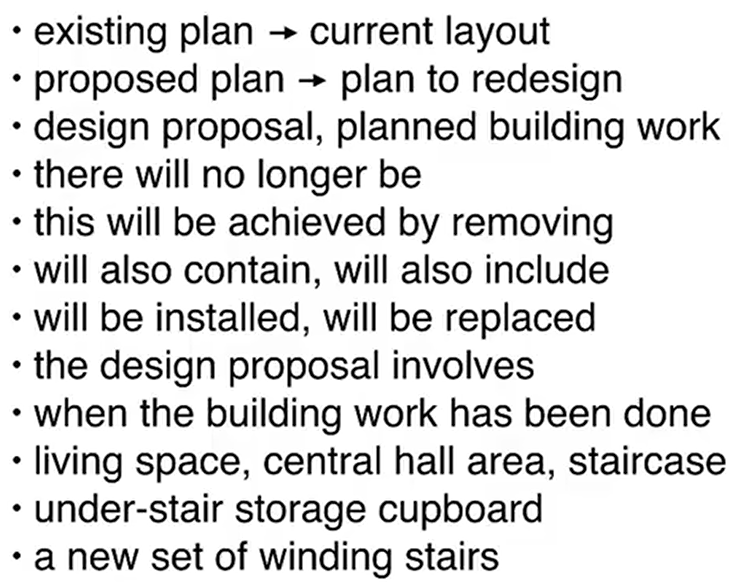 • existing plan → current layout
• proposed plan → plan to redesign
• design proposal, planned building work
• there will no longer be
• this will be achieved by removing
• will also contain, will also include
• will be installed, will be replaced
• the design proposal involves
• when the building work has been done
• living space, central hall area, staircase
• under-stair storage cupboard
• a new set of winding stairs